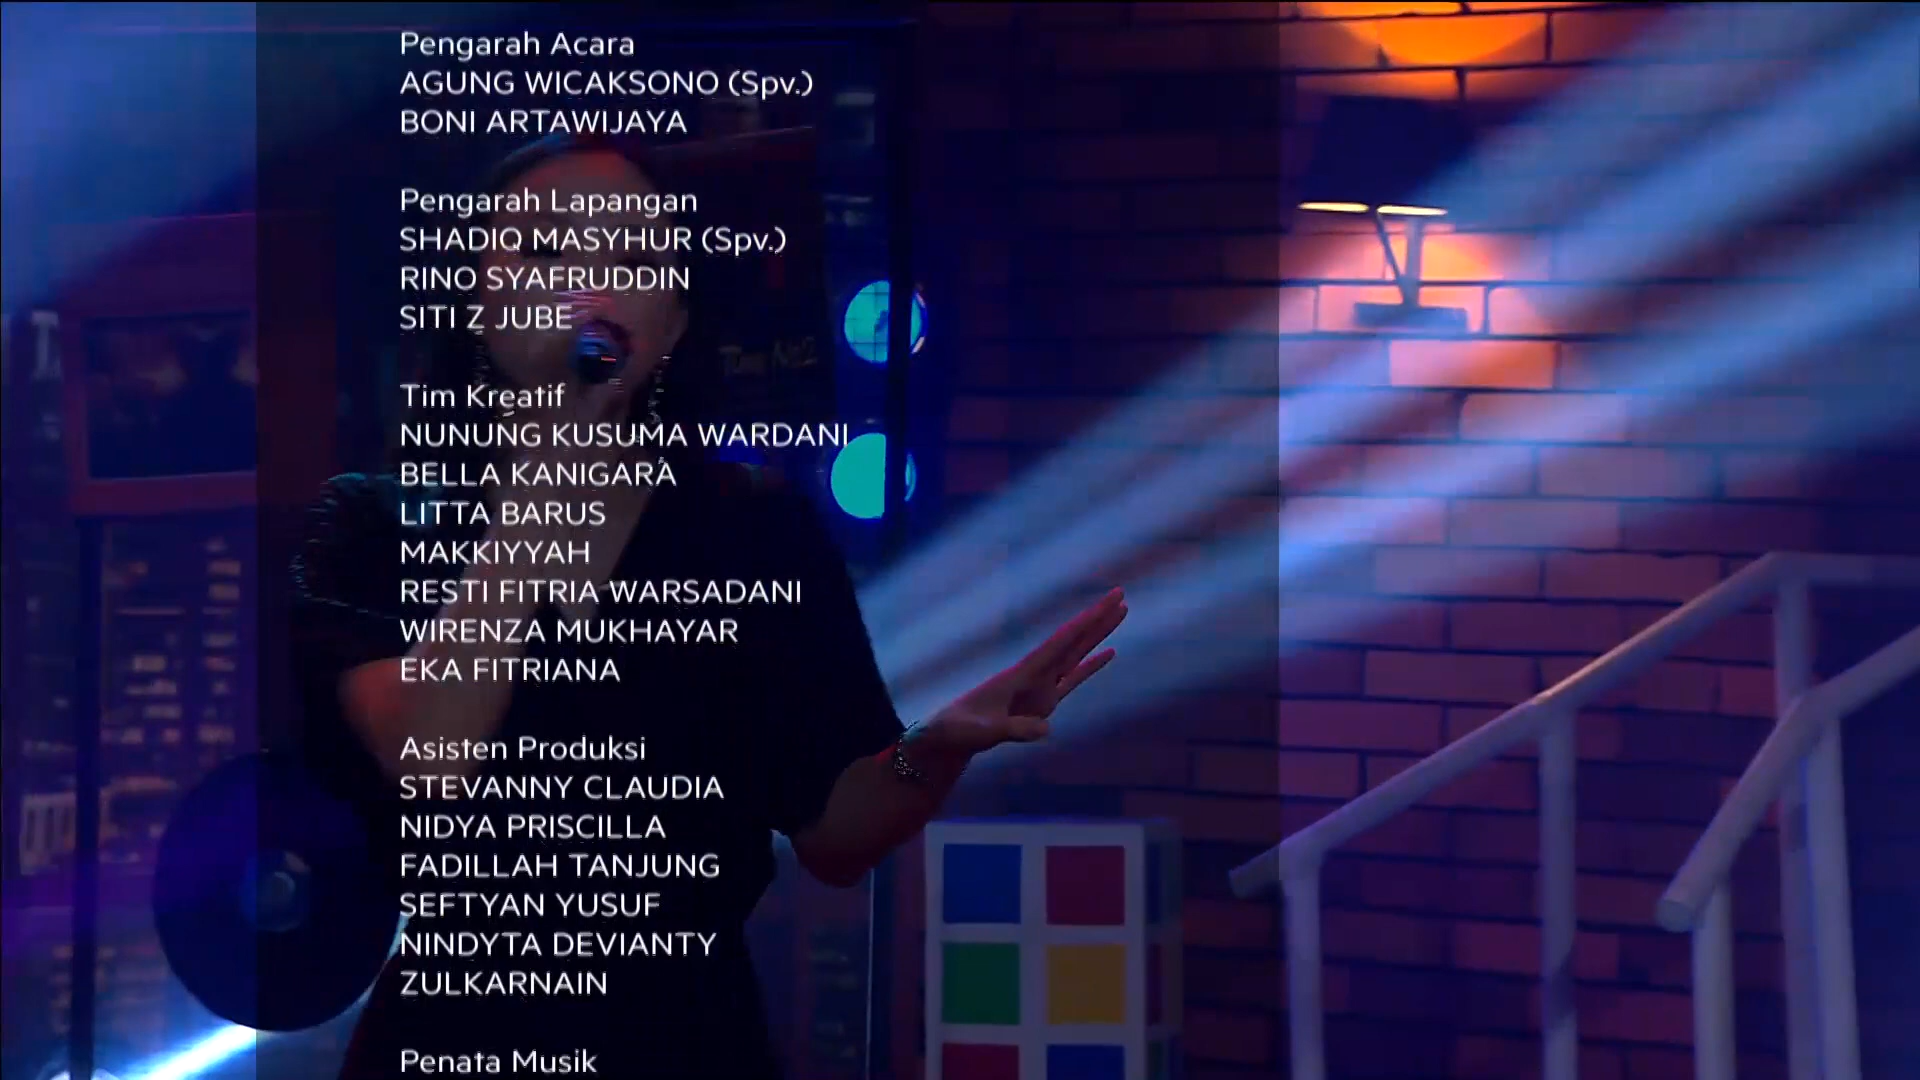 Pengarah Acara
AGUNG WICAKSONO (Spv.)
BONI ARTAWIJAYA
Pengarah Lapangan
SHADIQ MASYHUR (Spv.)
RINO SYAFRUDDIN
SITI Z JUBE
Tim Kreatif
NUNUNG KUSUMA WARDANI
BELLA KANIGARA
LITTA BARUS
MAKKIYYAH
RESTI FITRIA WARSADANI
WIRENZA MUKHAYAR
EKA FITRIANA
Asisten Produksi
STEVANNY CLAUDIA
NIDYA PRISCILLA
FADILLAH TANJUNG
SEFTYAN YUSUF
NINDYTA DEVIANTY
ZULKARNAIN
Penata Musik